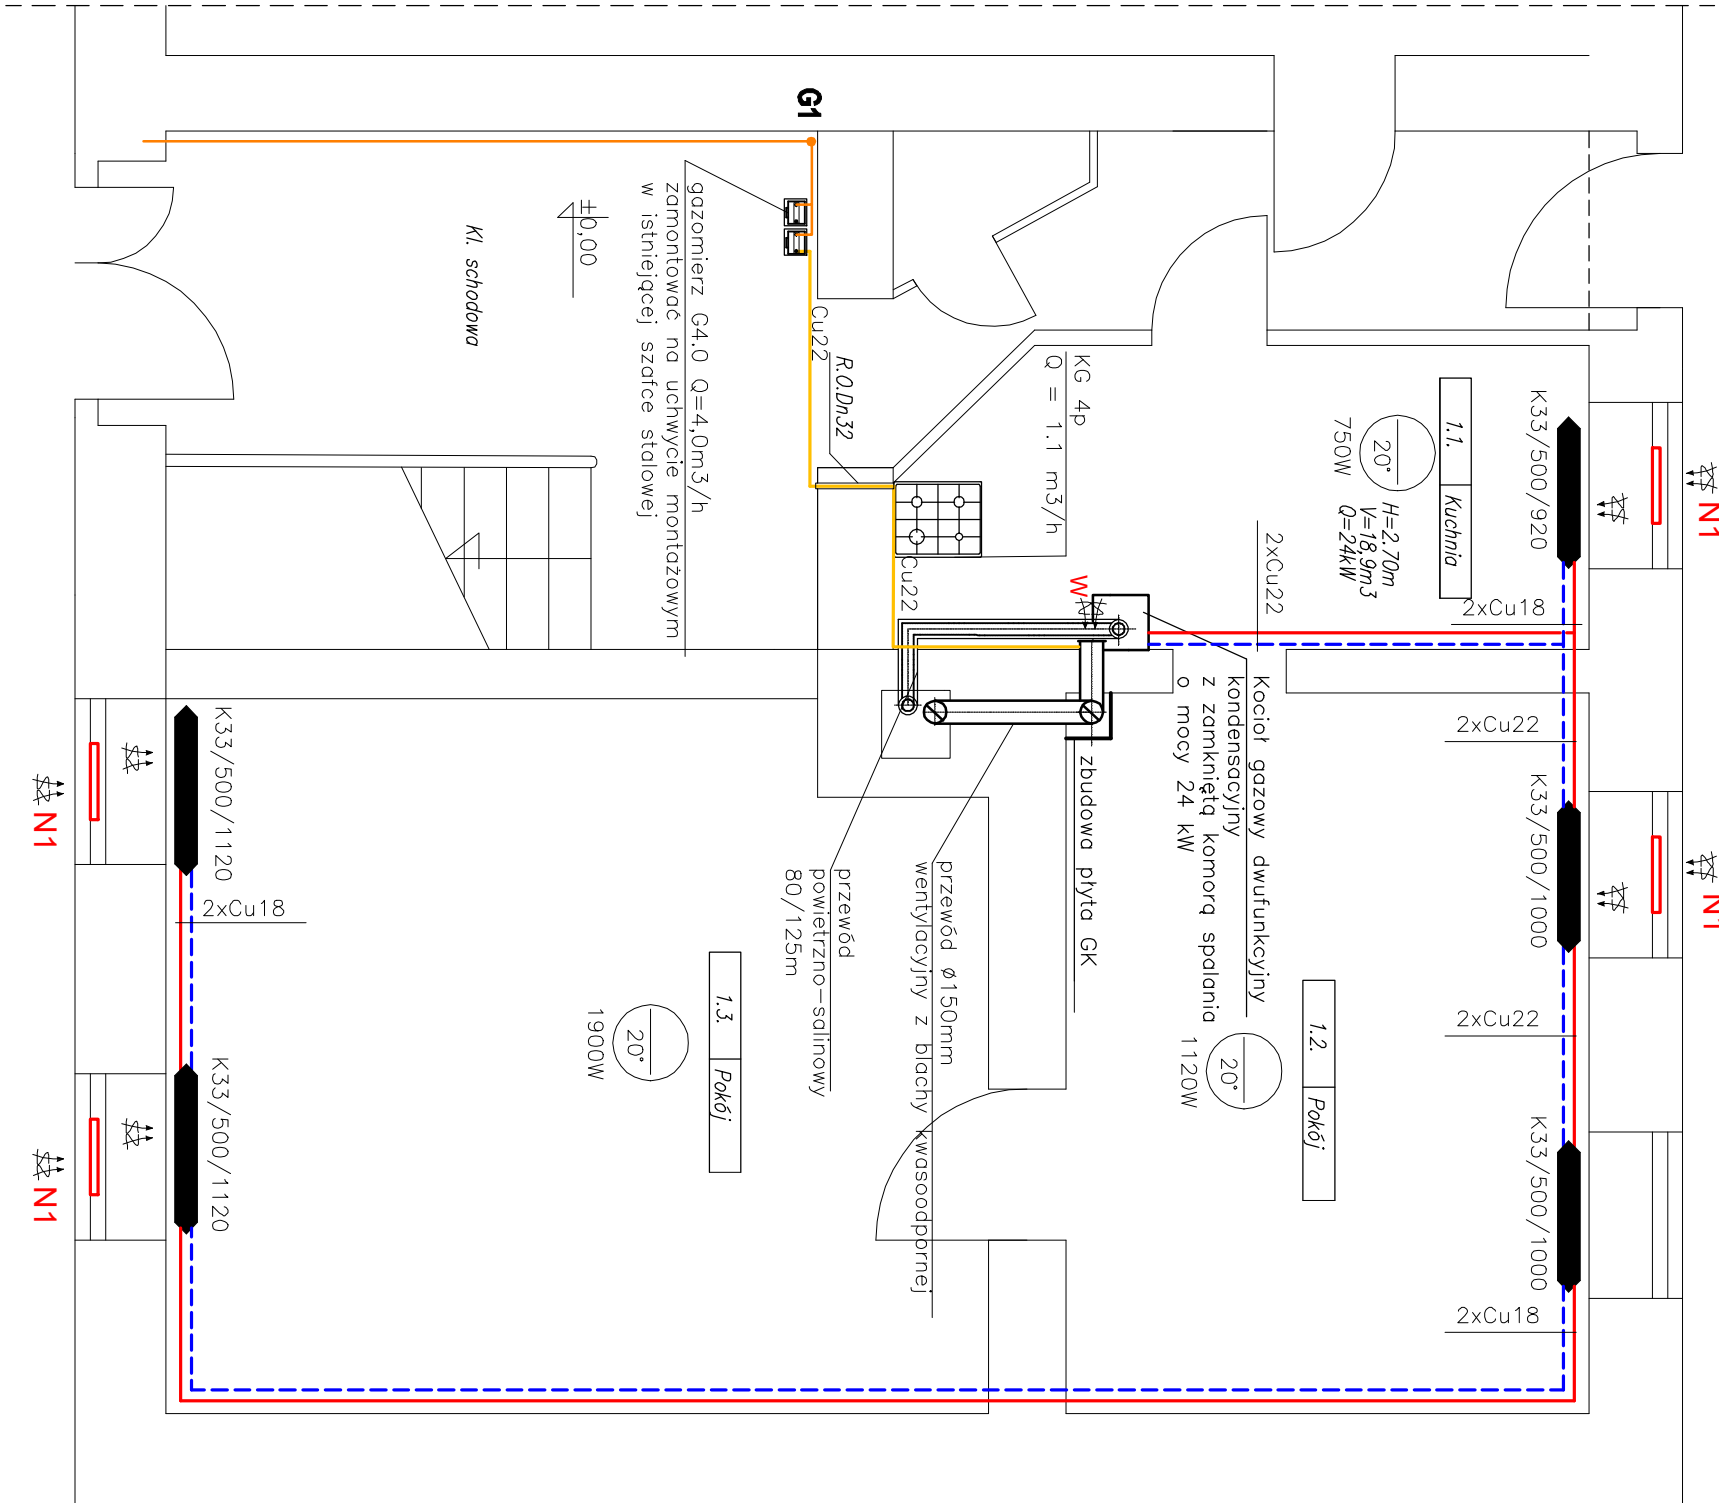 G1
gazomierz G4.0 Q=4,0m3/h
zamontować na uchwycie montażowym
w istniejącej szafce stalowej
±0,00
Kl. schodowa
Cu22
R.O.Dn32
KG 4p
Q = 1.1 m3/h
Cu22
W
2xCu22
1.1. Kuchnia
20°
750W
H=2.70m
V=18,9m3
Q=24kW
K33/500/920
N1
2xCu18
2xCu22
Kocioł gazowy dwufunkcyjny
kondensacyjny
z zamkniętą komorą spalania
o mocy 24 kW
zbudowa płyta GK
K33/500/1000
N1
2xCu22
1.2. Pokój
20°
1120W
K33/500/1000
2xCu18
przewód ø150mm
wentylacyjny z blachy kwasoodpornej
przewód
powietrzno-salinowy
80/125m
1.3. Pokój
20°
1900W
K33/500/1120
N1
2xCu18
K33/500/1120
N1